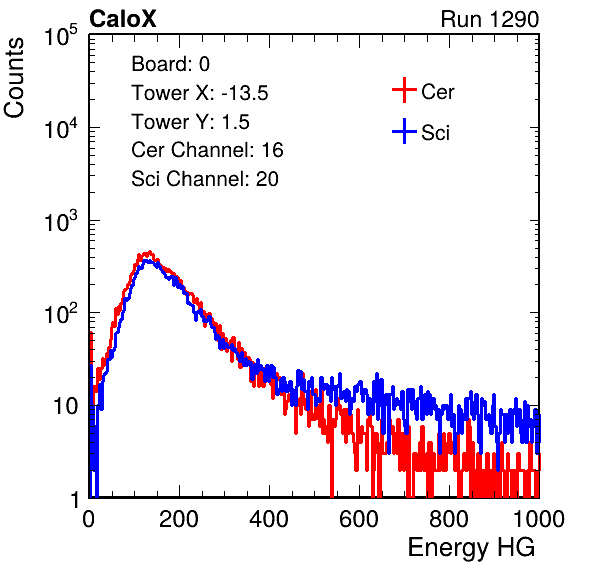 CaloX Run 1290
Counts
Board: 0
Tower X: -13.5
Tower Y: 1.5
Cer Channel: 16
Sci Channel: 20
Cer
Sci
10^5
10^4
10^3
10^2
10
1
0 200 400 600 800 1000
Energy HG